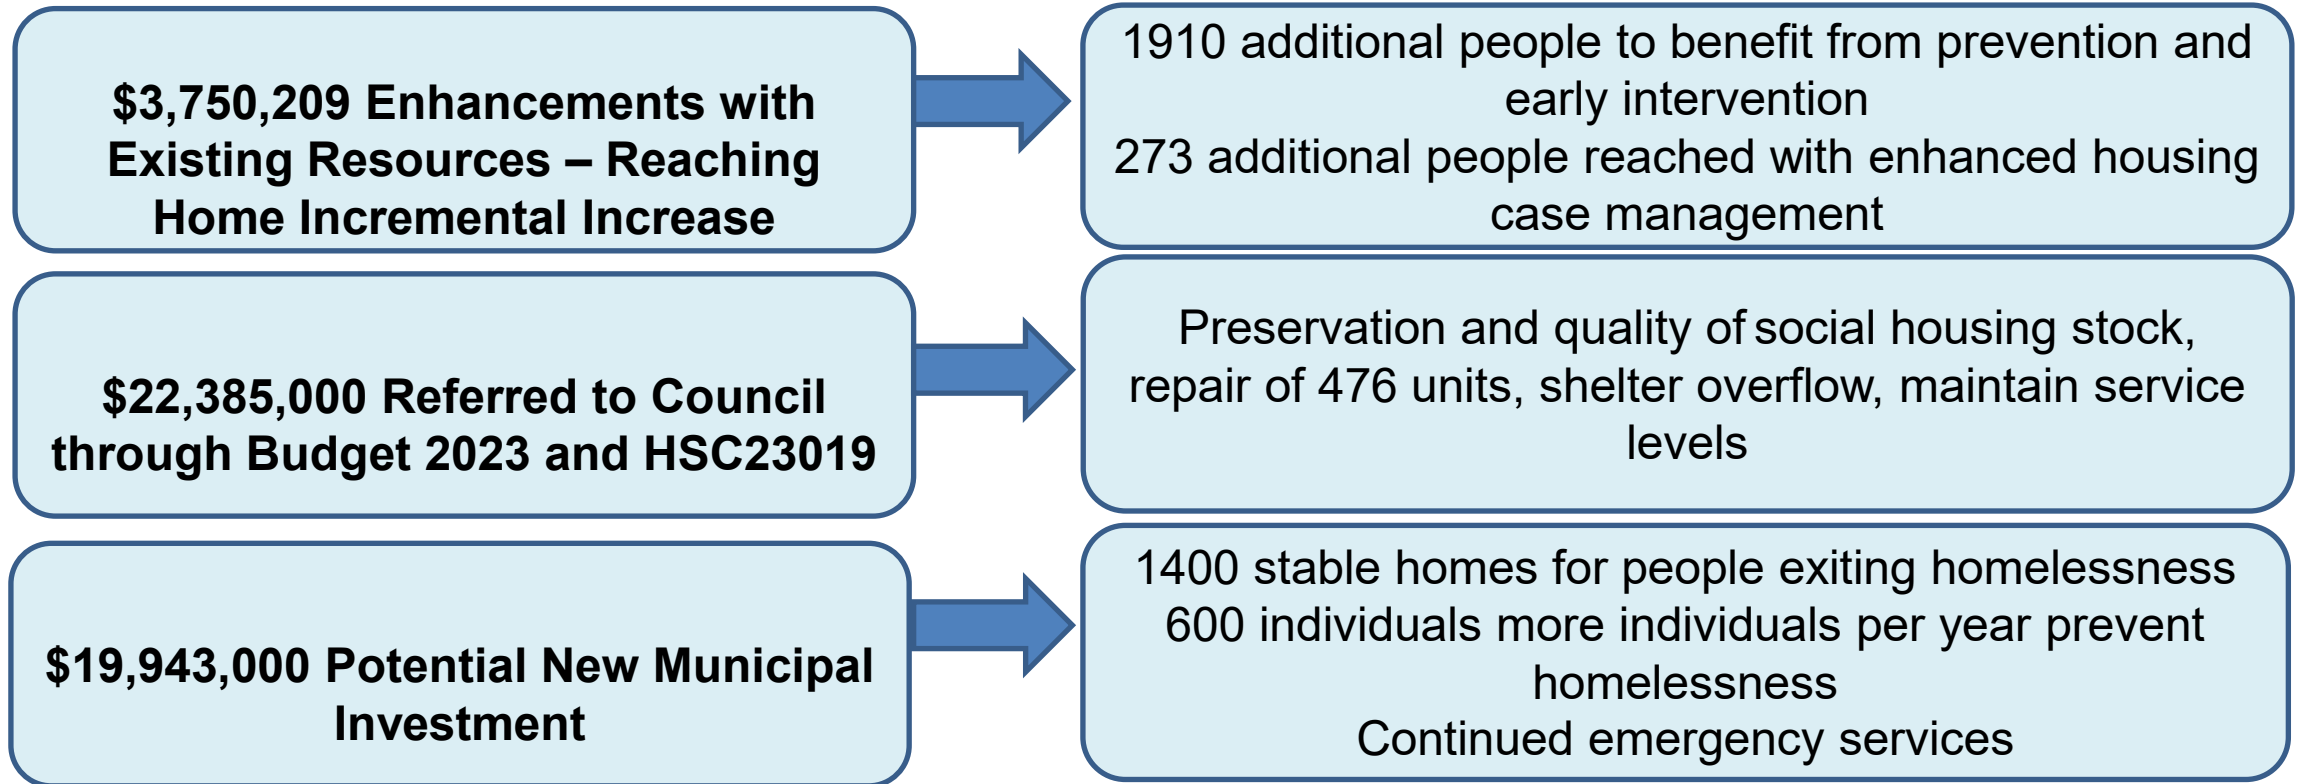 $3,750,209 Enhancements with
Existing Resources – Reaching
Home Incremental Increase
1910 additional people to benefit from prevention and
early intervention
273 additional people reached with enhanced housing
case management
$22,385,000 Referred to Council
through Budget 2023 and HSC23019
Preservation and quality of social housing stock,
repair of 476 units, shelter overflow, maintain service
levels
$19,943,000 Potential New Municipal
Investment
1400 stable homes for people exiting homelessness
600 individuals more individuals per year prevent
homelessness
Continued emergency services